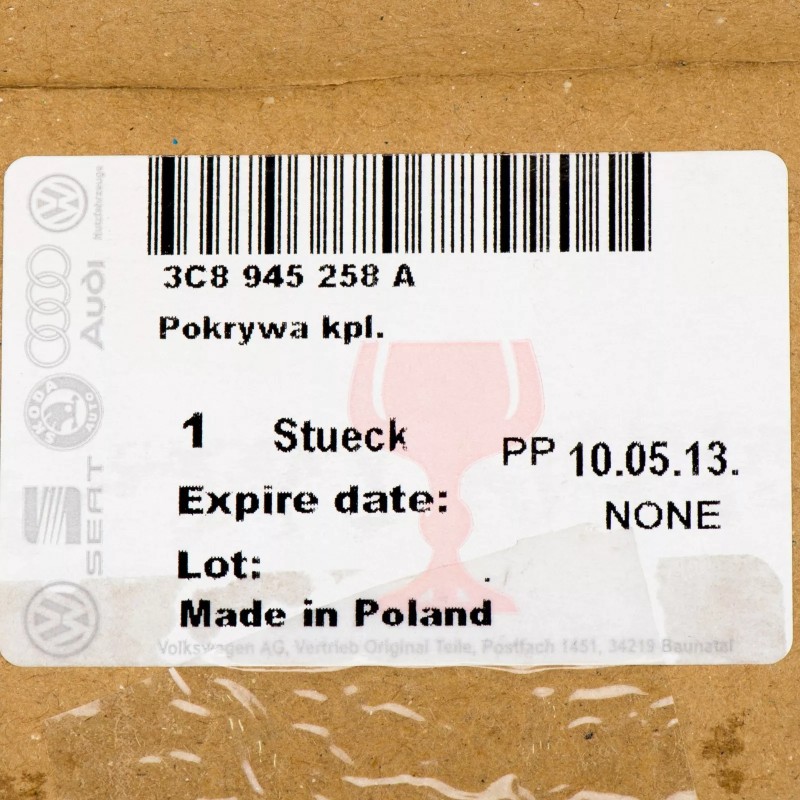 3C8 945 258 A
Pokrywa kpl.
1 Stueck
PP 10.05.13.
Expire date:
NONE
Lot:
Made in Poland
Volkswagen AG, Vertrieb Original Teile, Postfach 1451, 34219 Baunatal
Nutzfahrzeuge
Audi
ŠKODA
AUTO
SEAT